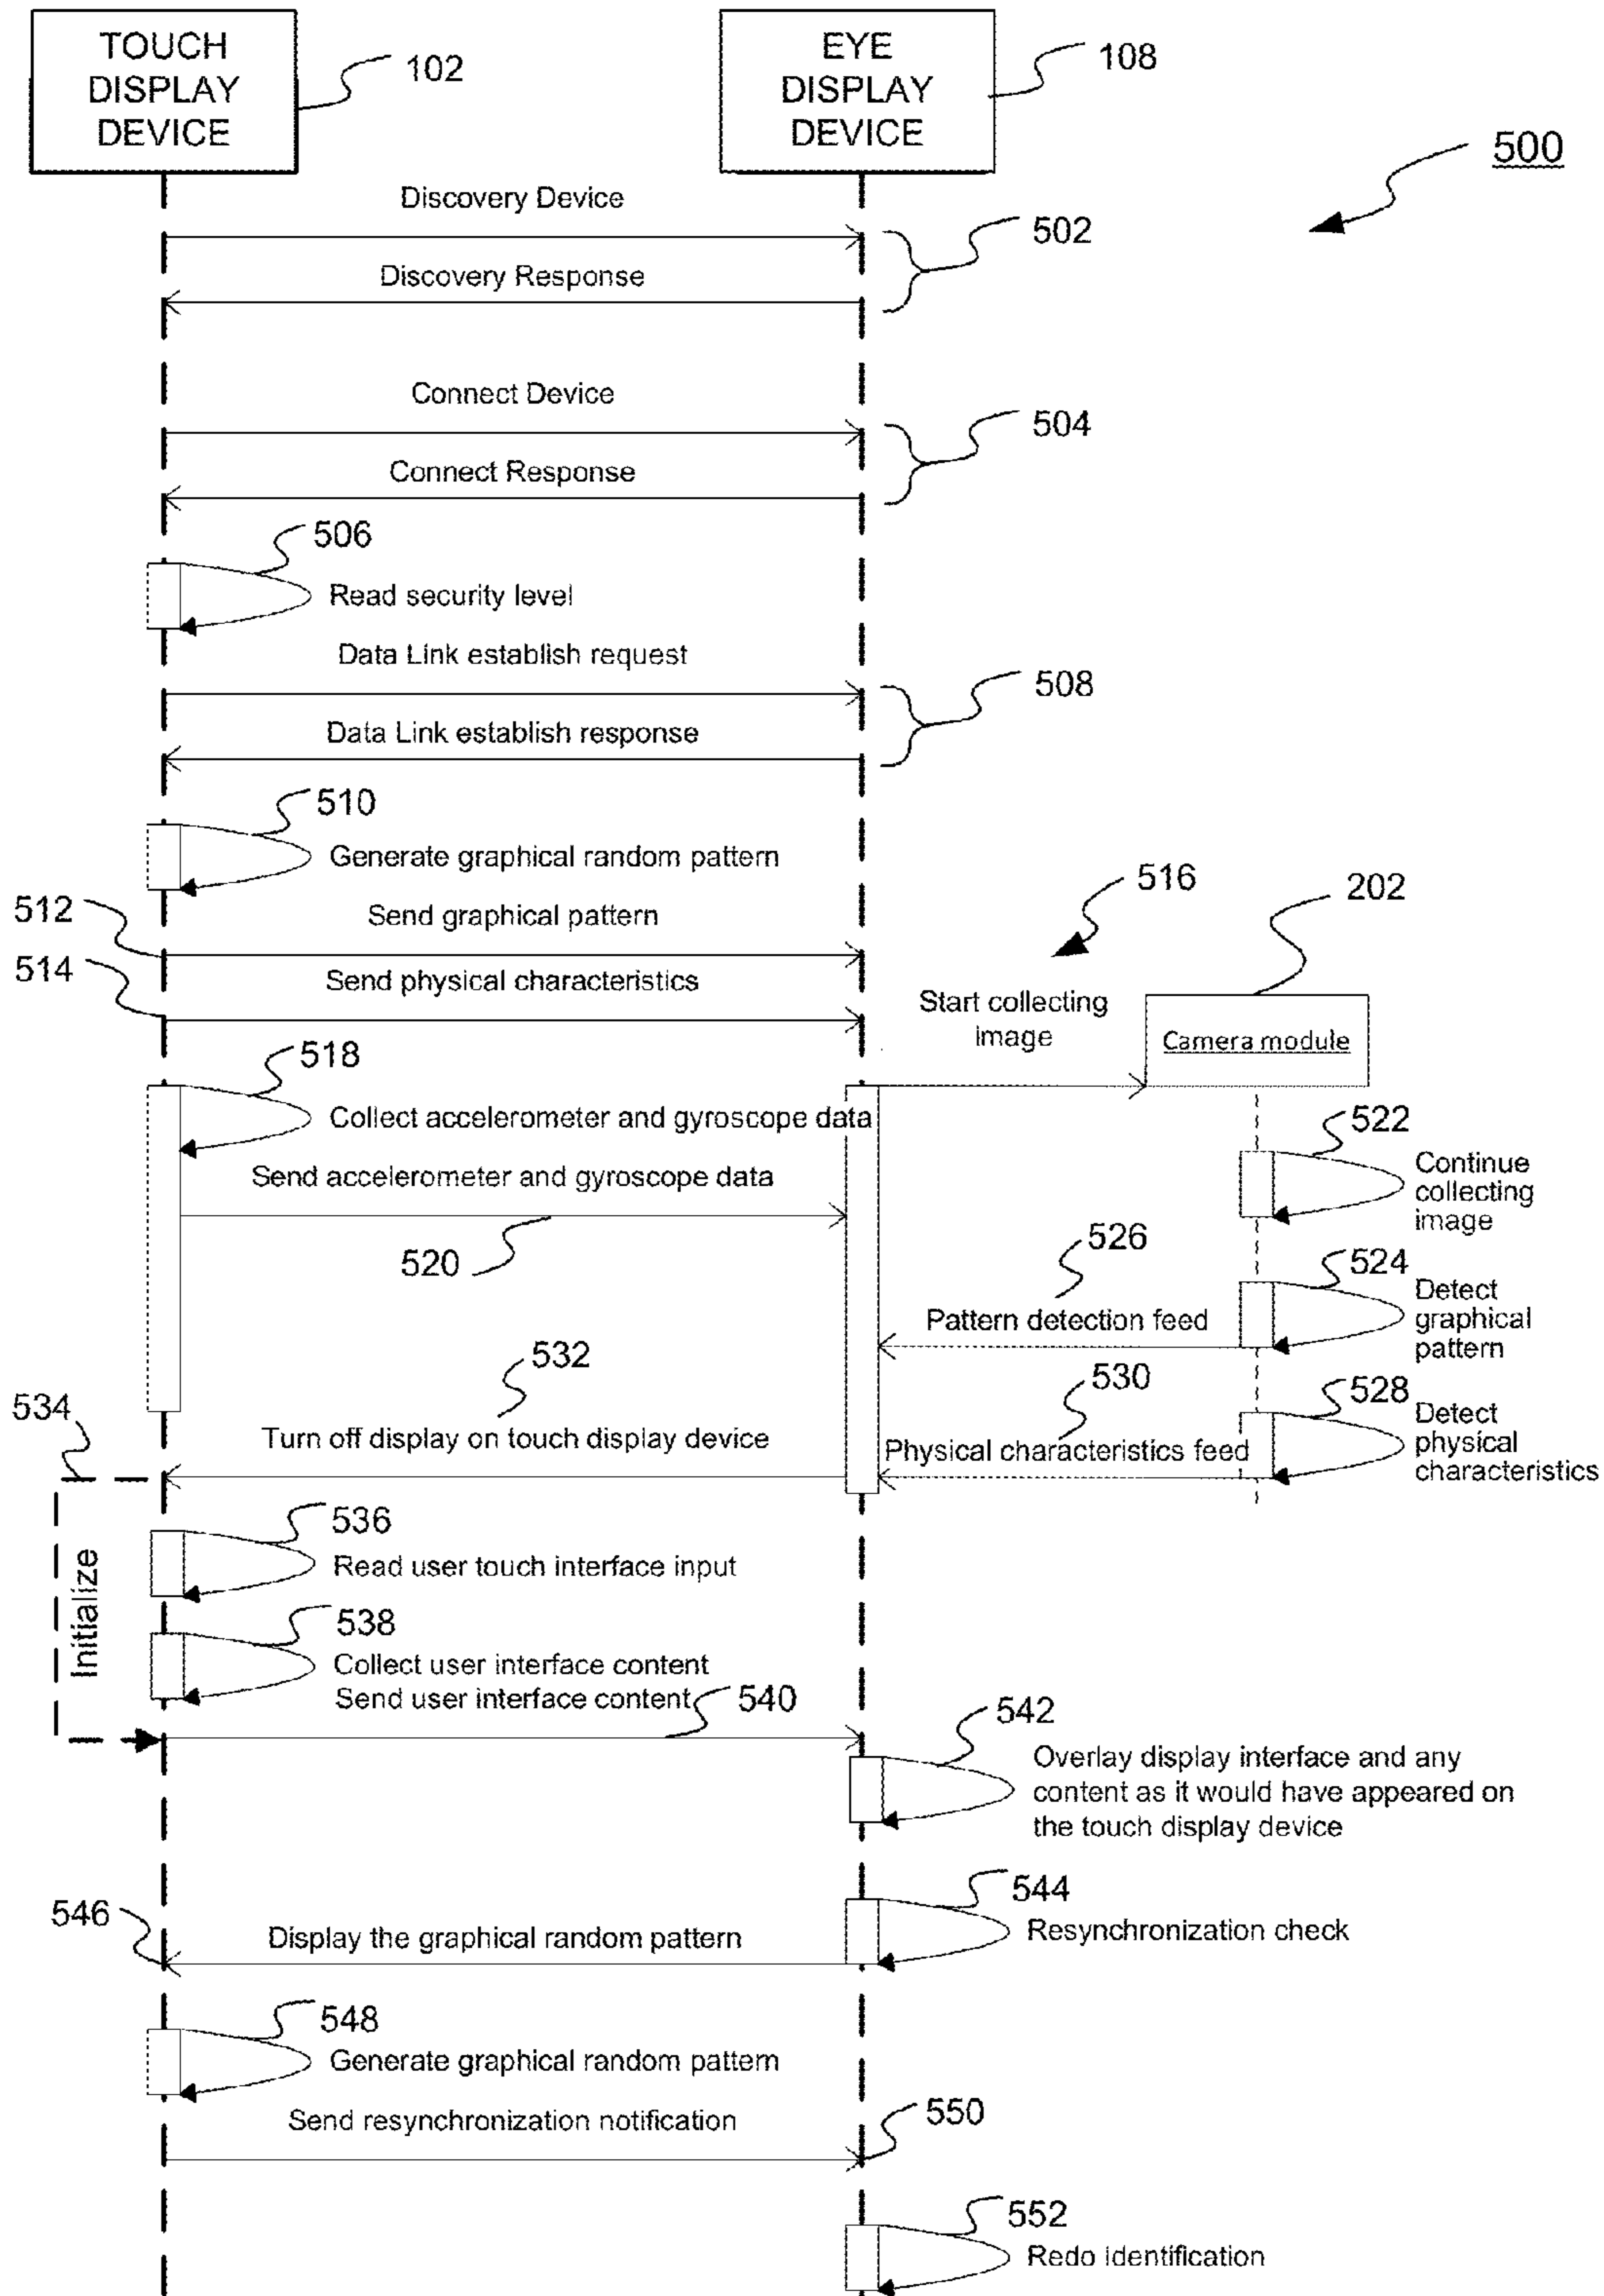 TOUCH
DISPLAY
DEVICE
102
EYE
DISPLAY
DEVICE
108
500
Discovery Device
502
Discovery Response
Connect Device
504
Connect Response
506
Read security level
Data Link establish request
508
Data Link establish response
510
Generate graphical random pattern
516
202
512
Send graphical pattern
514
Send physical characteristics
Start collecting
image
Camera module
518
Collect accelerometer and gyroscope data
522
Continue
collecting
image
Send accelerometer and gyroscope data
520
526
524
Detect
graphical
pattern
Pattern detection feed
532
530
528
Detect
physical
characteristics
534
Turn off display on touch display device
Physical characteristics feed
Initialize
536
Read user touch interface input
538
Collect user interface content
Send user interface content
540
542
Overlay display interface and any
content as it would have appeared on
the touch display device
544
Resynchronization check
546
Display the graphical random pattern
548
Generate graphical random pattern
Send resynchronization notification
550
552
Redo identification